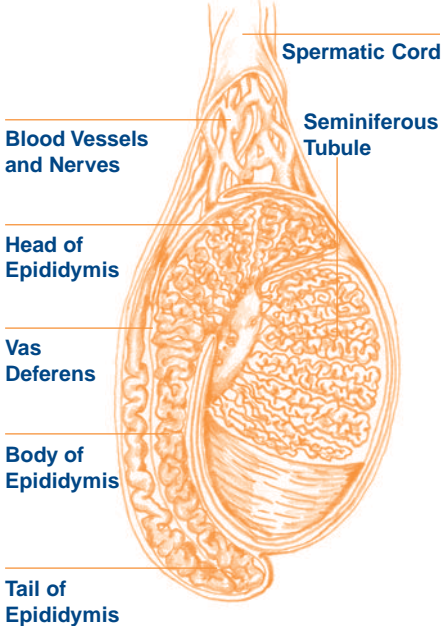 Spermatic Cord
Blood Vessels
and Nerves
Seminiferous
Tubule
Head of
Epididymis
Vas
Deferens
Body of
Epididymis
Tail of
Epididymis